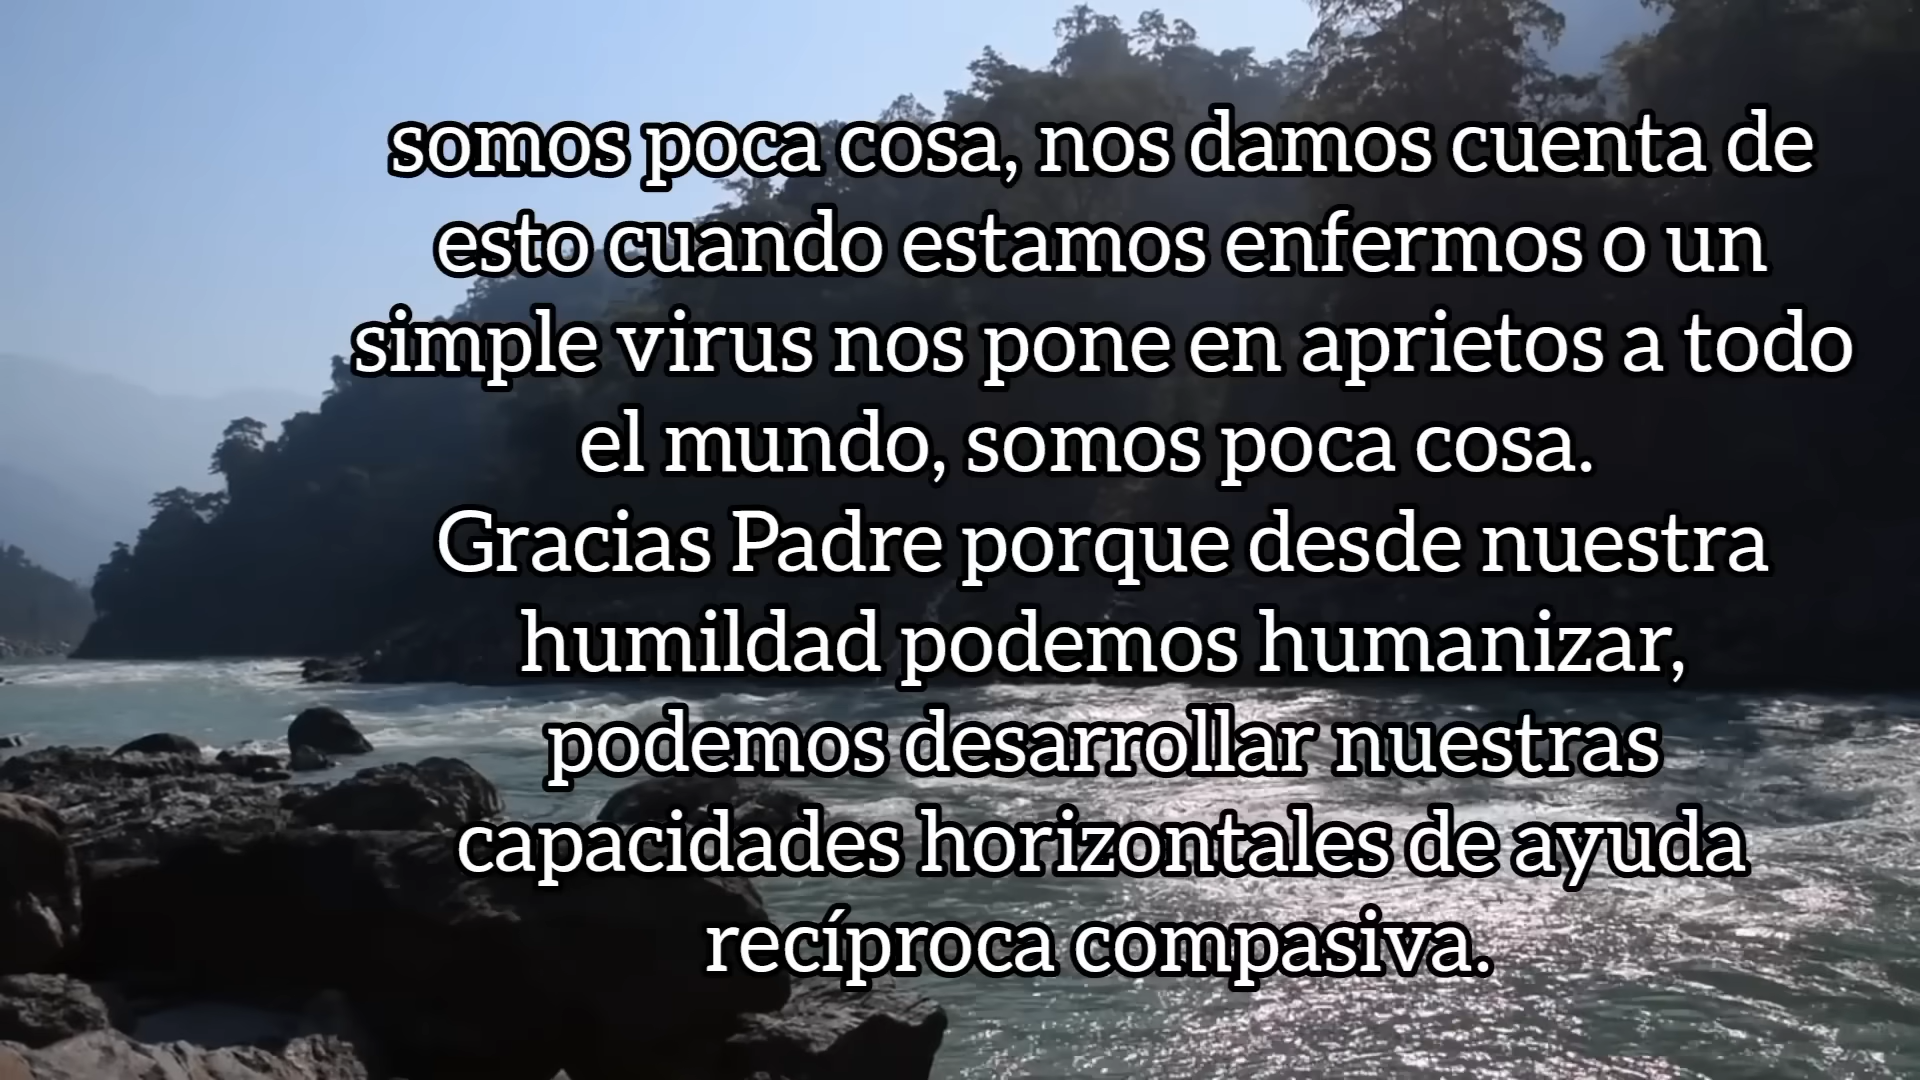 somos poca cosa, nos damos cuenta de
esto cuando estamos enfermos o un
simple virus nos pone en aprietos a todo
el mundo, somos poca cosa.
Gracias Padre porque desde nuestra
humildad podemos humanizar,
podemos desarrollar nuestras
capacidades horizontales de ayuda
recíproca compasiva.